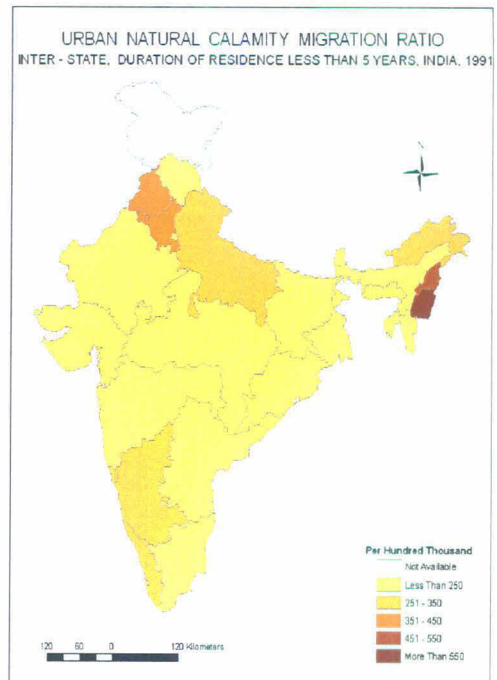 URBAN NATURAL CALAMITY MIGRATION RATIO
INTER - STATE, DURATION OF RESIDENCE LESS THAN 5 YEARS, INDIA, 1991
Per Hundred Thousand
Not Available
Less Than 250
251 - 350
351 - 450
451 - 550
More Than 550
120 60 0 120 Kilometers